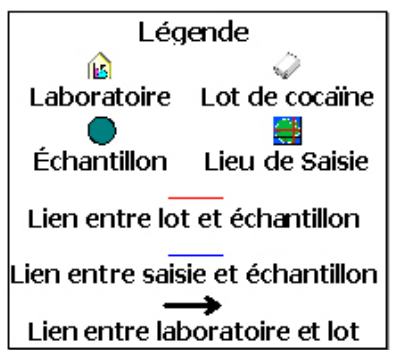 Légende
Laboratoire Lot de cocaïne
Échantillon Lieu de Saisie
Lien entre lot et échantillon
Lien entre saisie et échantillon
Lien entre laboratoire et lot